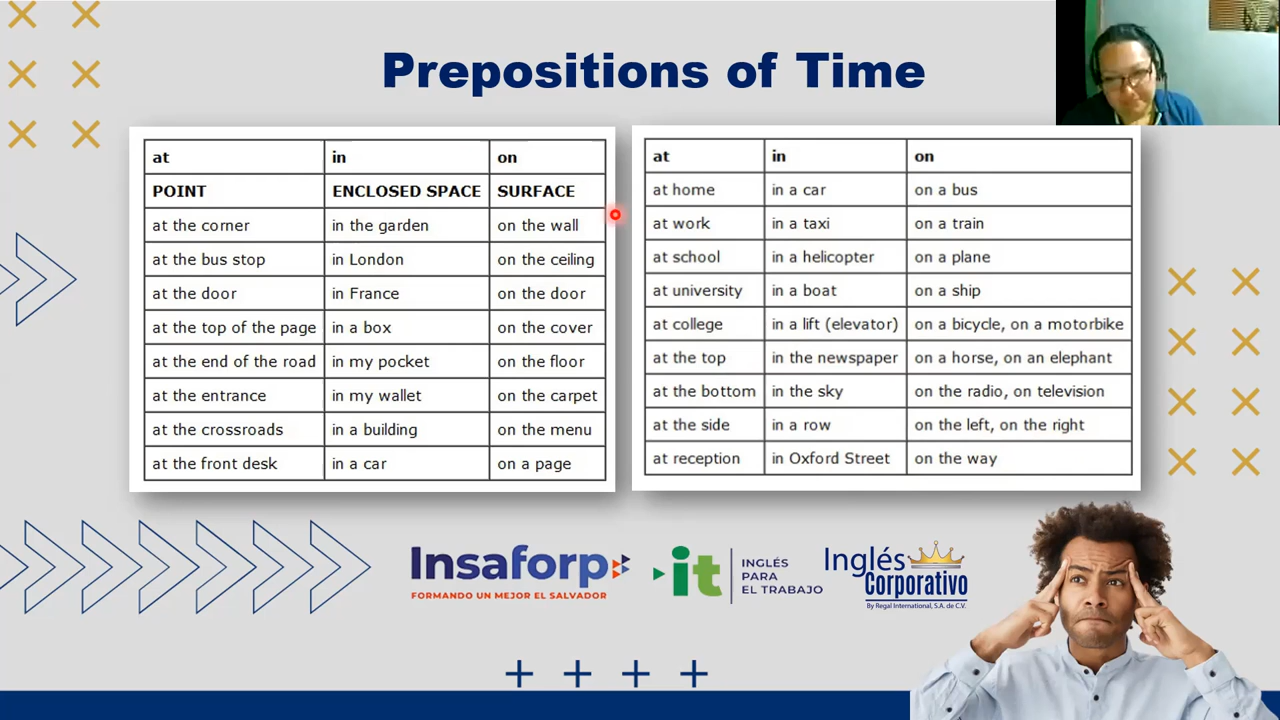 Prepositions of Time
at in on
POINT ENCLOSED SPACE SURFACE
at the corner in the garden on the wall
at the bus stop in London on the ceiling
at the door in France on the door
at the top of the page in a box on the cover
at the end of the road in my pocket on the floor
at the entrance in my wallet on the carpet
at the crossroads in a building on the menu
at the front desk in a car on a page
at in on
at home in a car on a bus
at work in a taxi on a train
at school in a helicopter on a plane
at university in a boat on a ship
at college in a lift (elevator) on a bicycle, on a motorbike
at the top in the newspaper on a horse, on an elephant
at the bottom in the sky on the radio, on television
at the side in a row on the left, on the right
at reception in Oxford Street on the way
Insaforp
FORMANDO UN MEJOR EL SALVADOR
it
INGLÉS
PARA
EL TRABAJO
Inglés
Corporativo
By Regal International, S.A. de C.V.